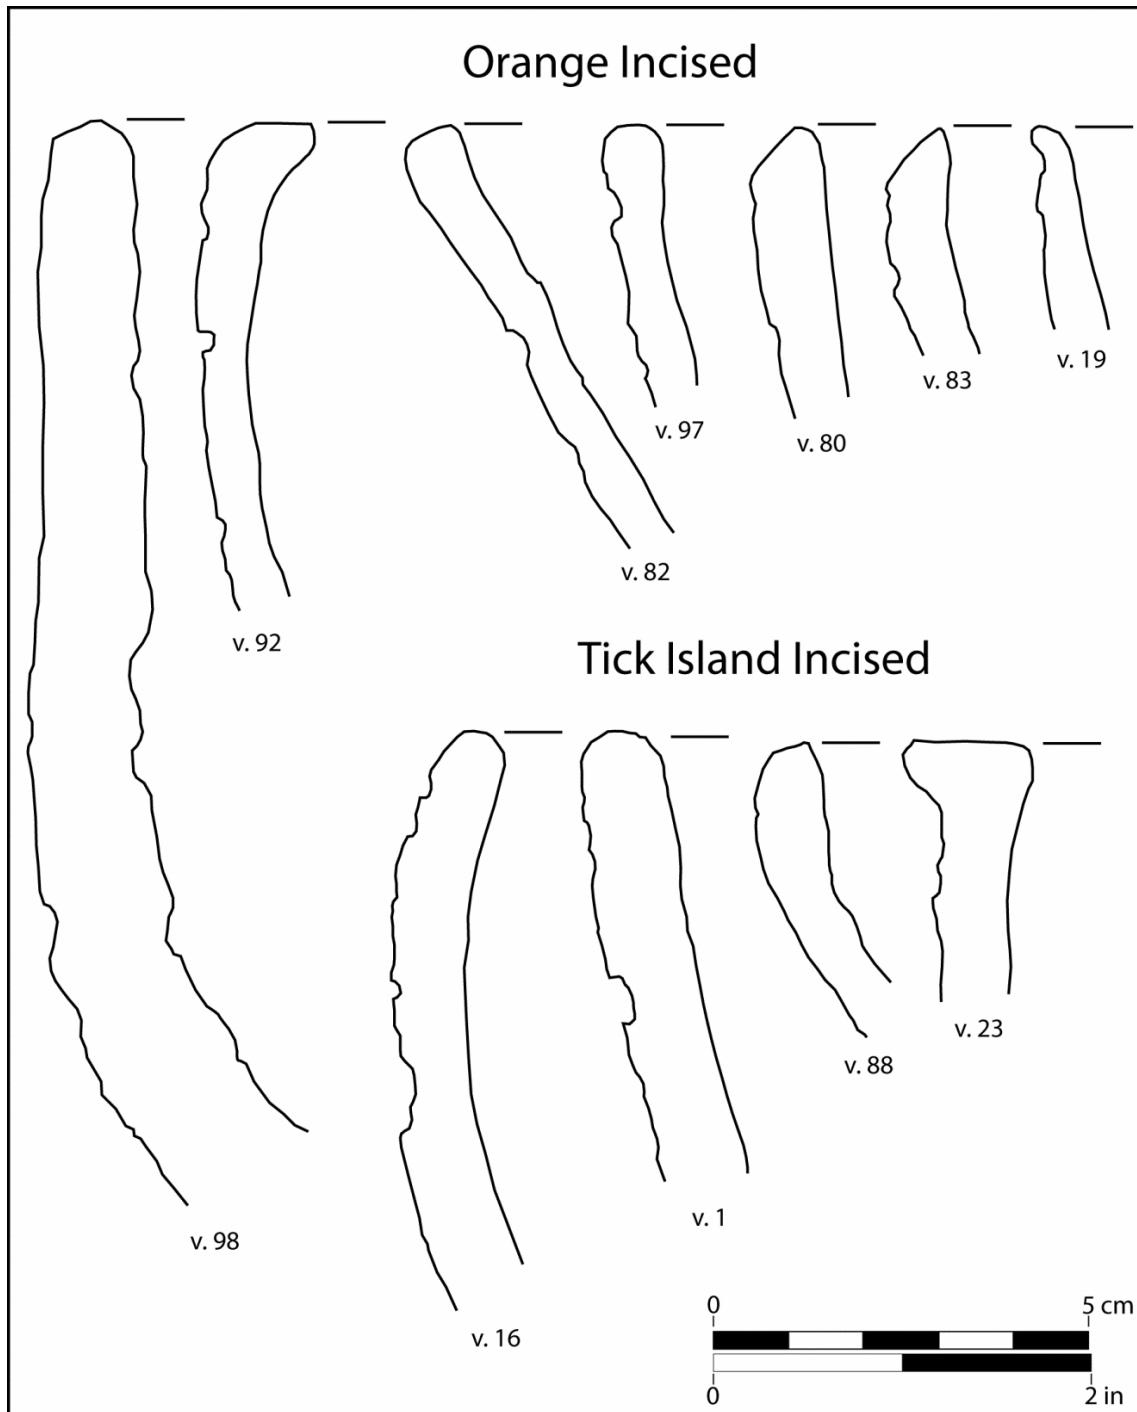 Orange Incised
v. 19
v. 83
v. 97
v. 80
v. 82
v. 92
Tick Island Incised
v. 23
v. 88
v. 1
v. 98
v. 16
0 5 cm
0 2 in